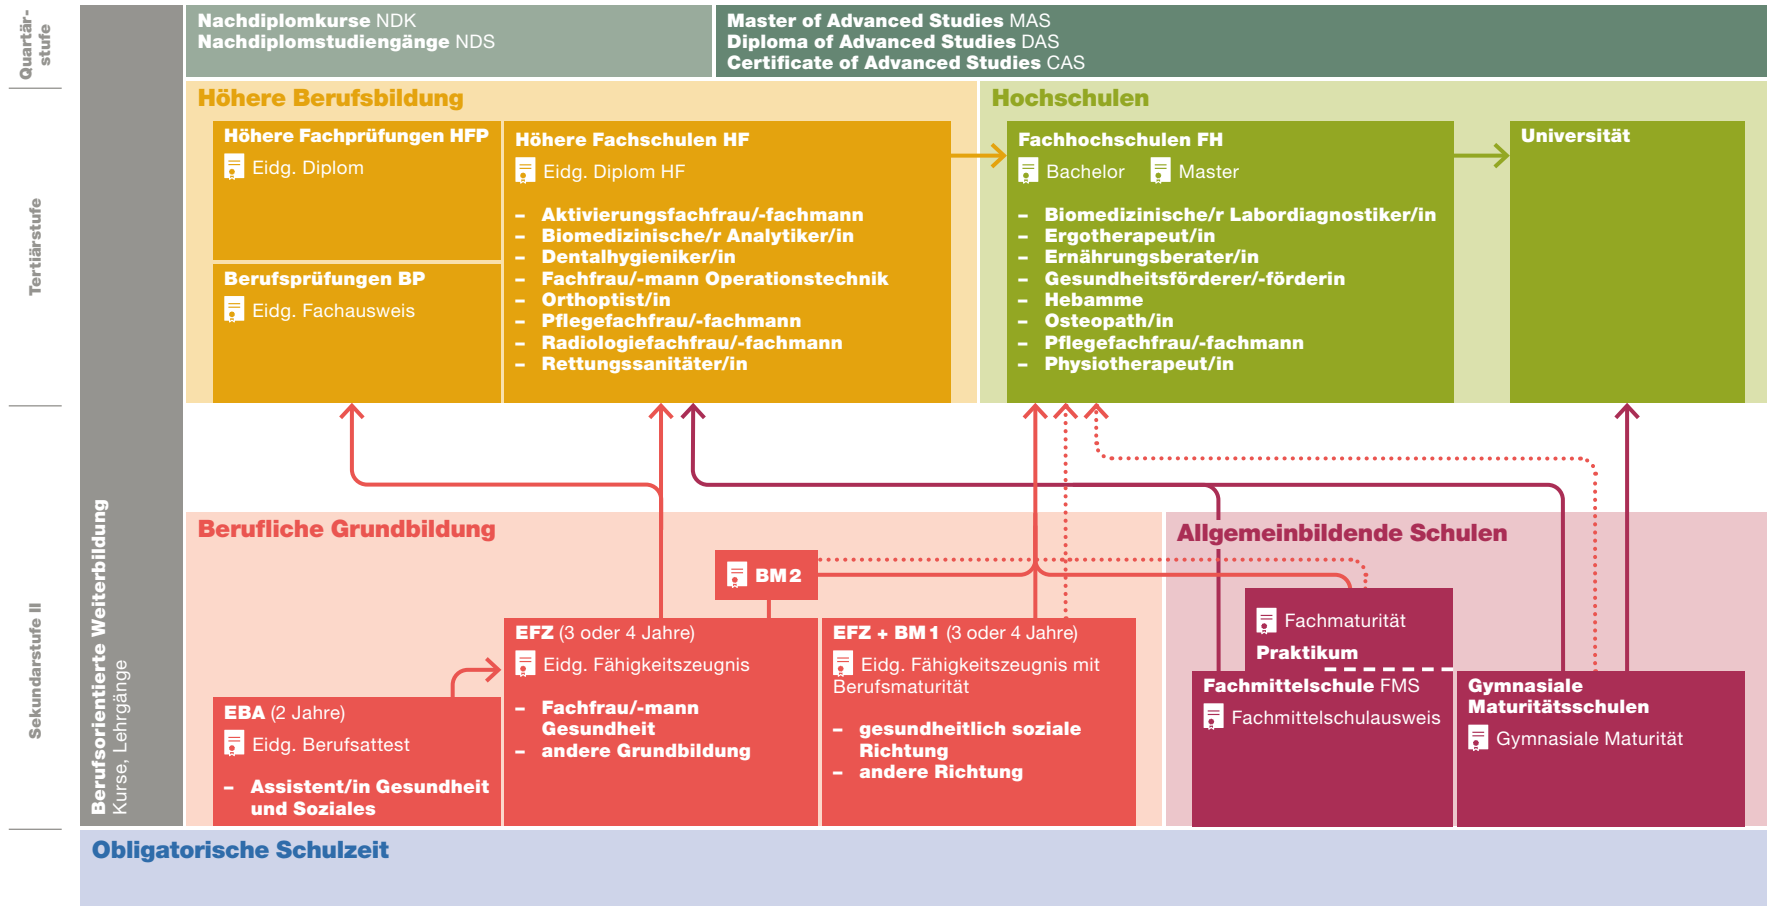 Quartär-
stufe
Nachdiplomkurse NDK
Nachdiplomstudiengänge NDS
Master of Advanced Studies MAS
Diploma of Advanced Studies DAS
Certificate of Advanced Studies CAS
Tertiärstufe
Höhere Berufsbildung
Höhere Fachprüfungen HFP
Eidg. Diplom
Berufsprüfungen BP
Eidg. Fachausweis
Höhere Fachschulen HF
Eidg. Diplom HF
– Aktivierungsfachfrau/-fachmann
– Biomedizinische/r Analytiker/in
– Dentalhygieniker/in
– Fachfrau/-mann Operationstechnik
– Orthoptist/in
– Pflegefachfrau/-fachmann
– Radiologiefachfrau/-fachmann
– Rettungssanitäter/in
Hochschulen
Fachhochschulen FH
Bachelor Master
– Biomedizinische/r Labordiagnostiker/in
– Ergotherapeut/in
– Ernährungsberater/in
– Gesundheitsförderer/-förderin
– Hebamme
– Osteopath/in
– Pflegefachfrau/-fachmann
– Physiotherapeut/in
Universität
Sekundarstufe II
Berufsorientierte Weiterbildung
Kurse, Lehrgänge
Berufliche Grundbildung
BM 2
EBA (2 Jahre)
Eidg. Berufsattest
– Assistent/in Gesundheit
und Soziales
EFZ (3 oder 4 Jahre)
Eidg. Fähigkeitszeugnis
– Fachfrau/-mann
Gesundheit
– andere Grundbildung
EFZ + BM 1 (3 oder 4 Jahre)
Eidg. Fähigkeitszeugnis mit
Berufsmaturität
– gesundheitlich soziale
Richtung
– andere Richtung
Allgemeinbildende Schulen
Fachmaturität
Praktikum
Fachmittelschule FMS
Fachmittelschulausweis
Gymnasiale
Maturitätsschulen
Gymnasiale Maturität
Obligatorische Schulzeit